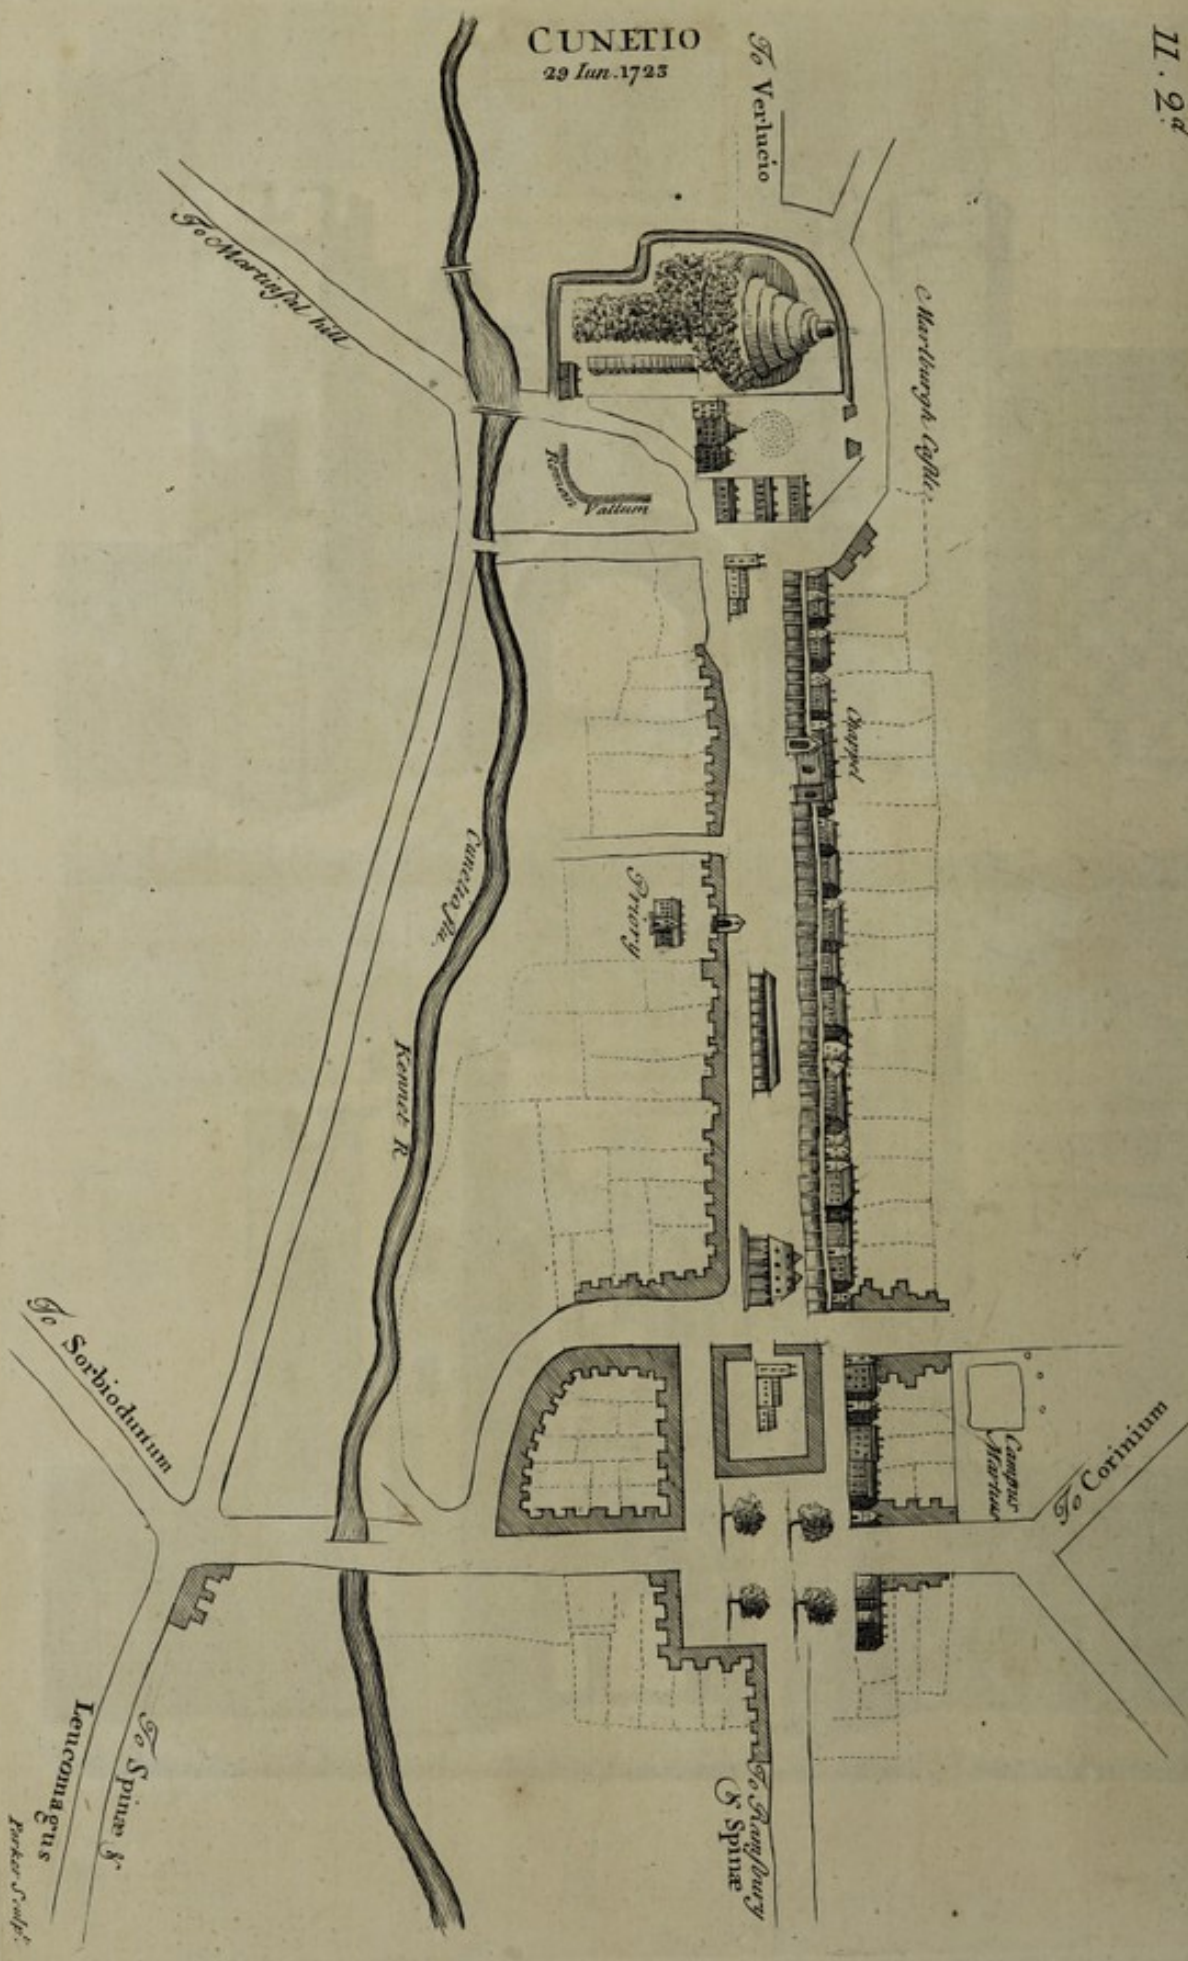 CUNETIO
29 Iun. 1723
11. 2d
To Verlucio
To Martinsal hill
Marlburgh Castle
Roman
Vallum
Chappel
Priory
Cunetio flu.
Kennet R
Campus
Martius
To Corinium
To Sorbiodunum
To Ramsbury
& Spinæ
To Spinæ &
Leucomagus
Parker Sculpt.